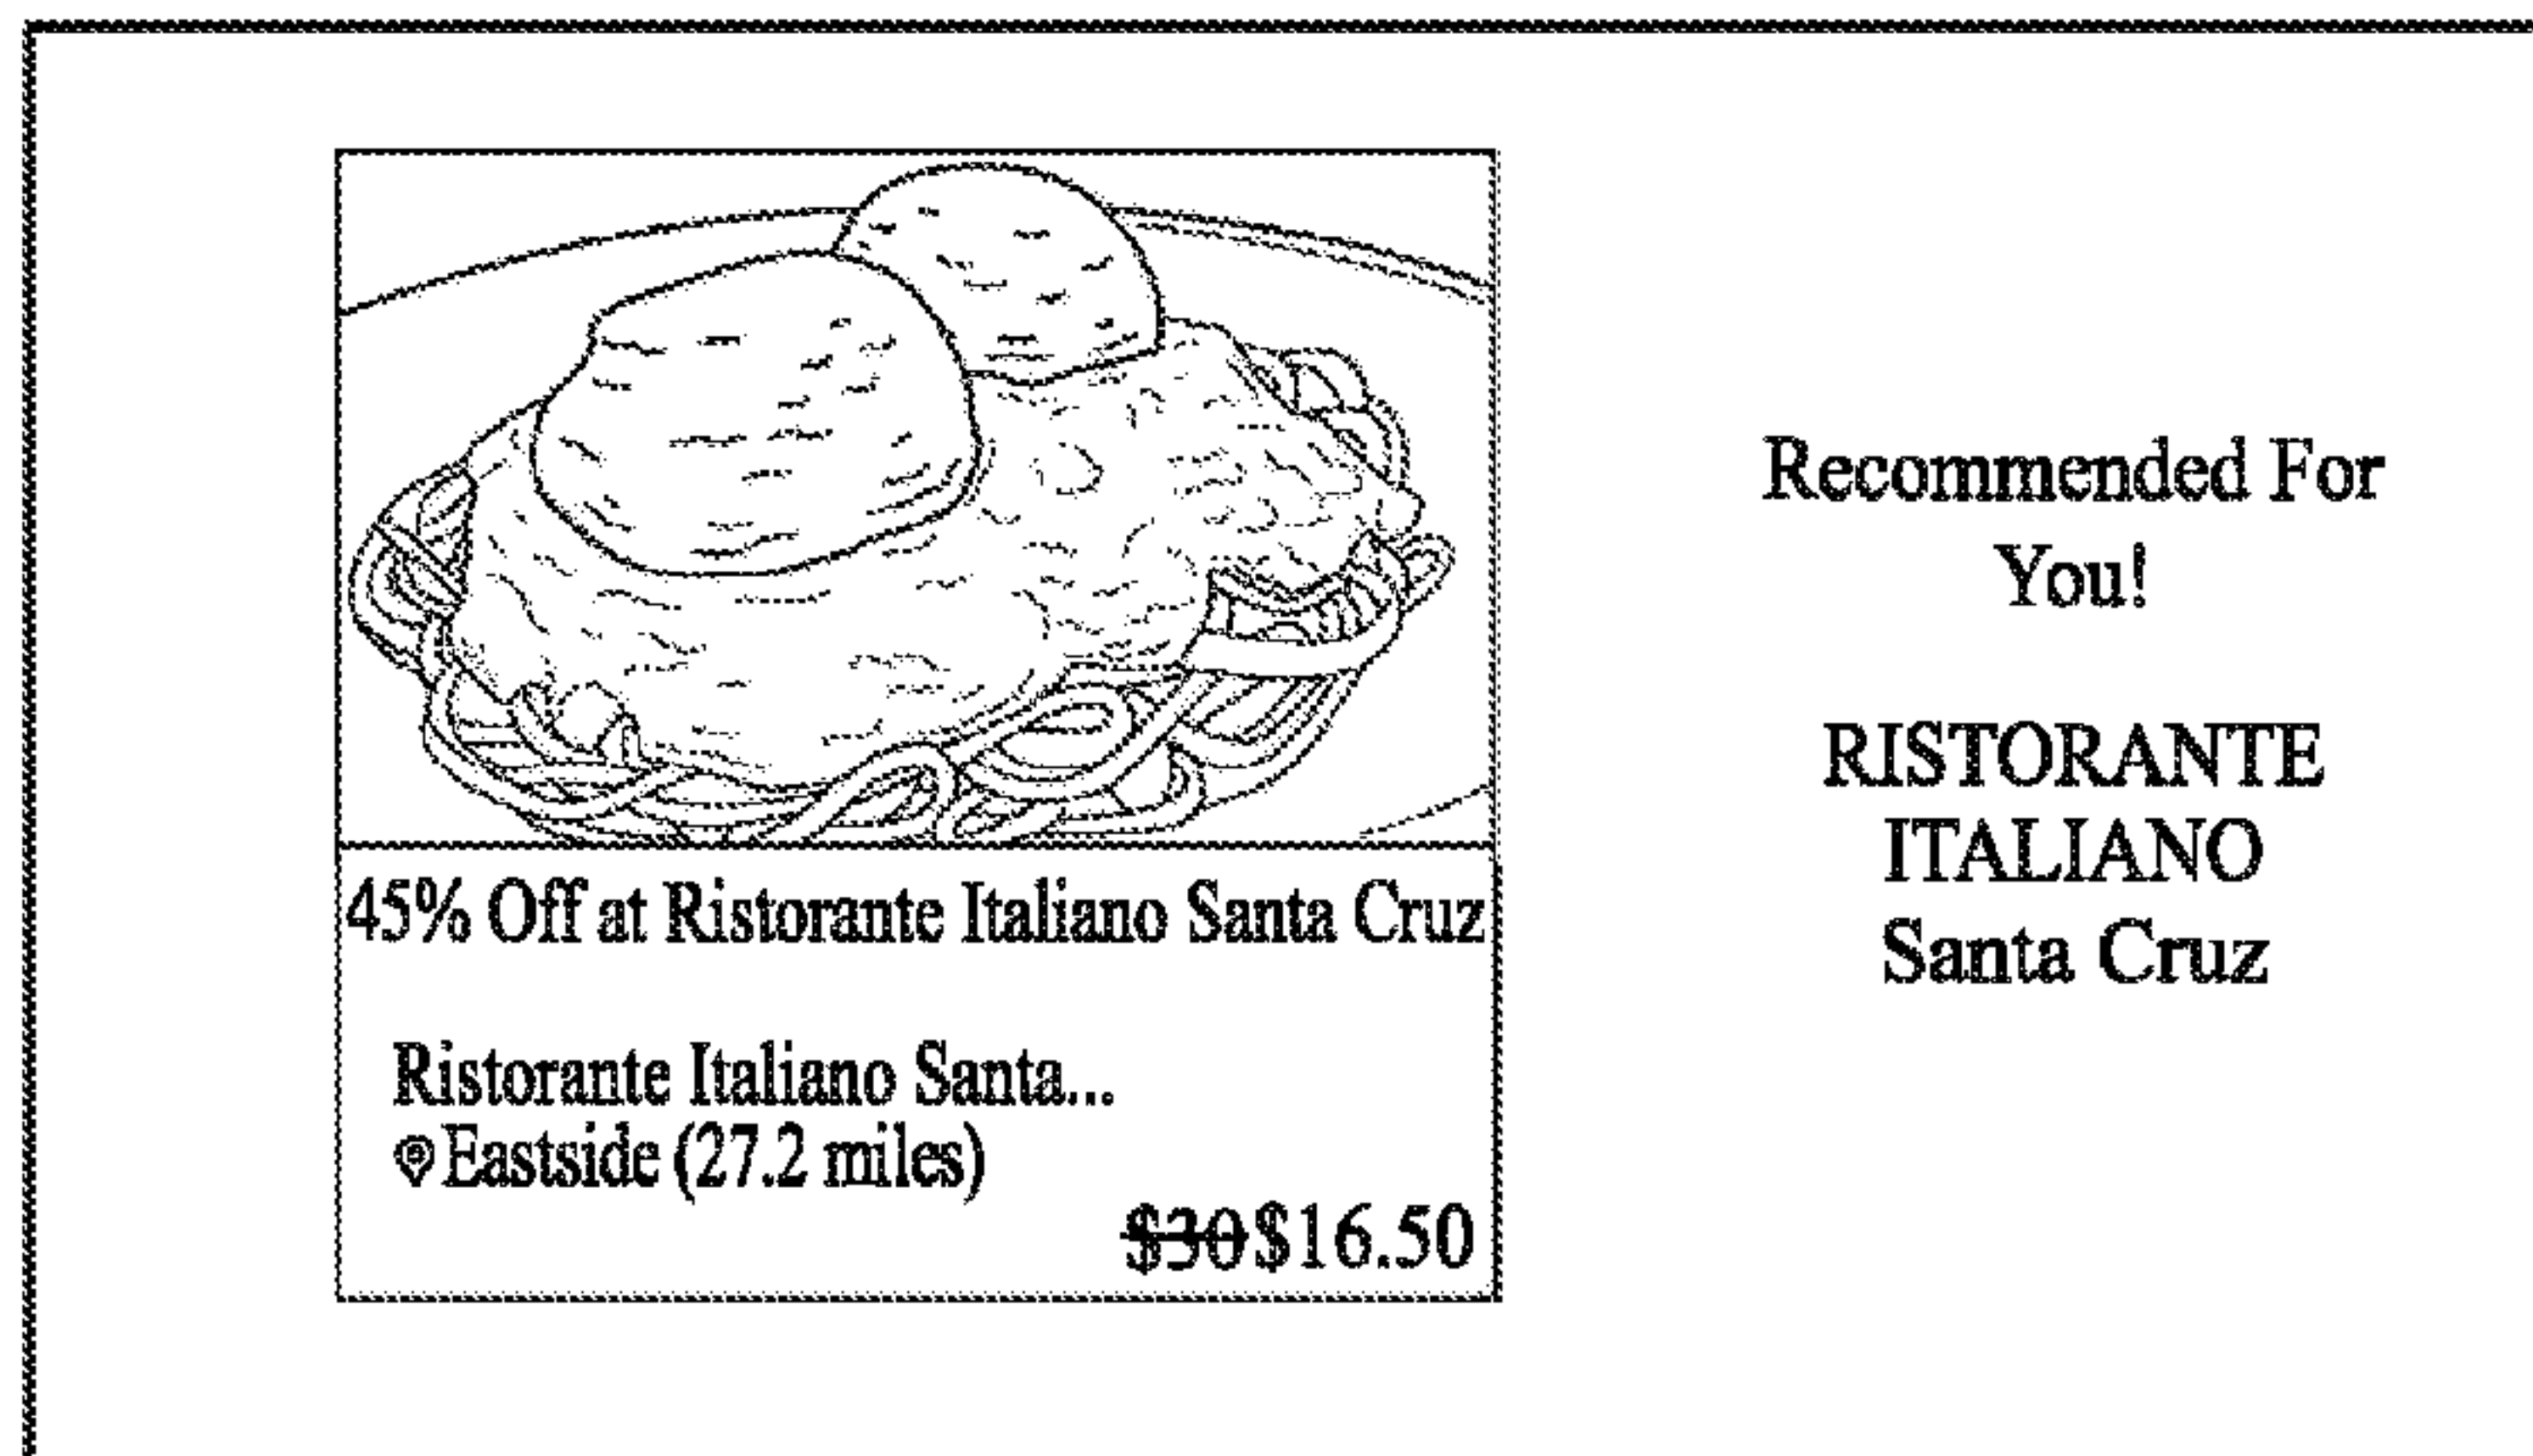 45% Off at Ristorante Italiano Santa Cruz
Ristorante Italiano Santa...
Eastside (27.2 miles)
$30 $16.50
Recommended For
You!
RISTORANTE
ITALIANO
Santa Cruz